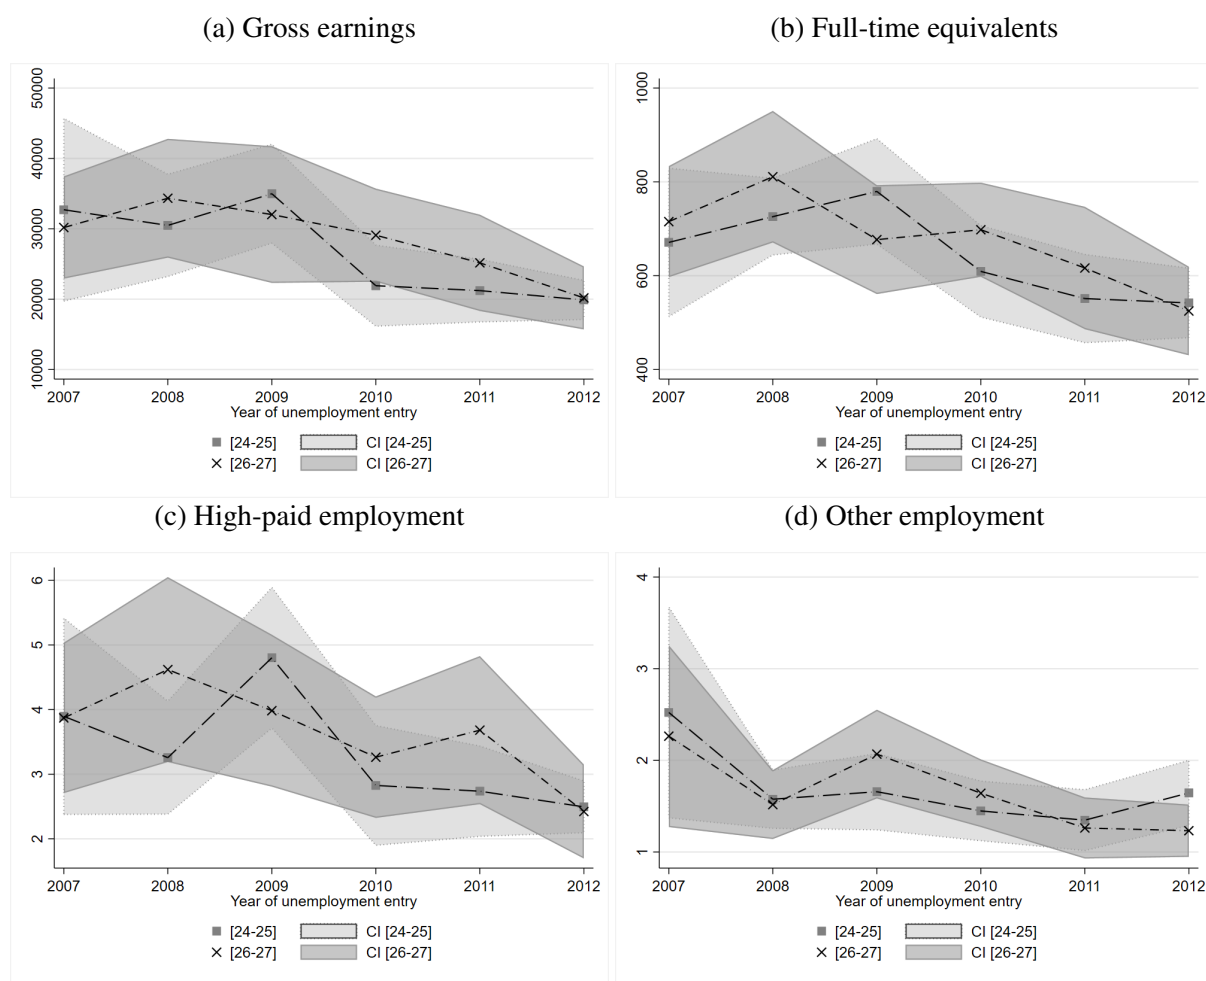 (a) Gross earnings
50000
40000
30000
20000
10000
2007 2008 2009 2010 2011 2012
Year of unemployment entry
[24-25] CI [24-25]
[26-27] CI [26-27]
(b) Full-time equivalents
1000
800
600
400
2007 2008 2009 2010 2011 2012
Year of unemployment entry
[24-25] CI [24-25]
[26-27] CI [26-27]
(c) High-paid employment
6
5
4
3
2
2007 2008 2009 2010 2011 2012
Year of unemployment entry
[24-25] CI [24-25]
[26-27] CI [26-27]
(d) Other employment
4
3
2
1
2007 2008 2009 2010 2011 2012
Year of unemployment entry
[24-25] CI [24-25]
[26-27] CI [26-27]